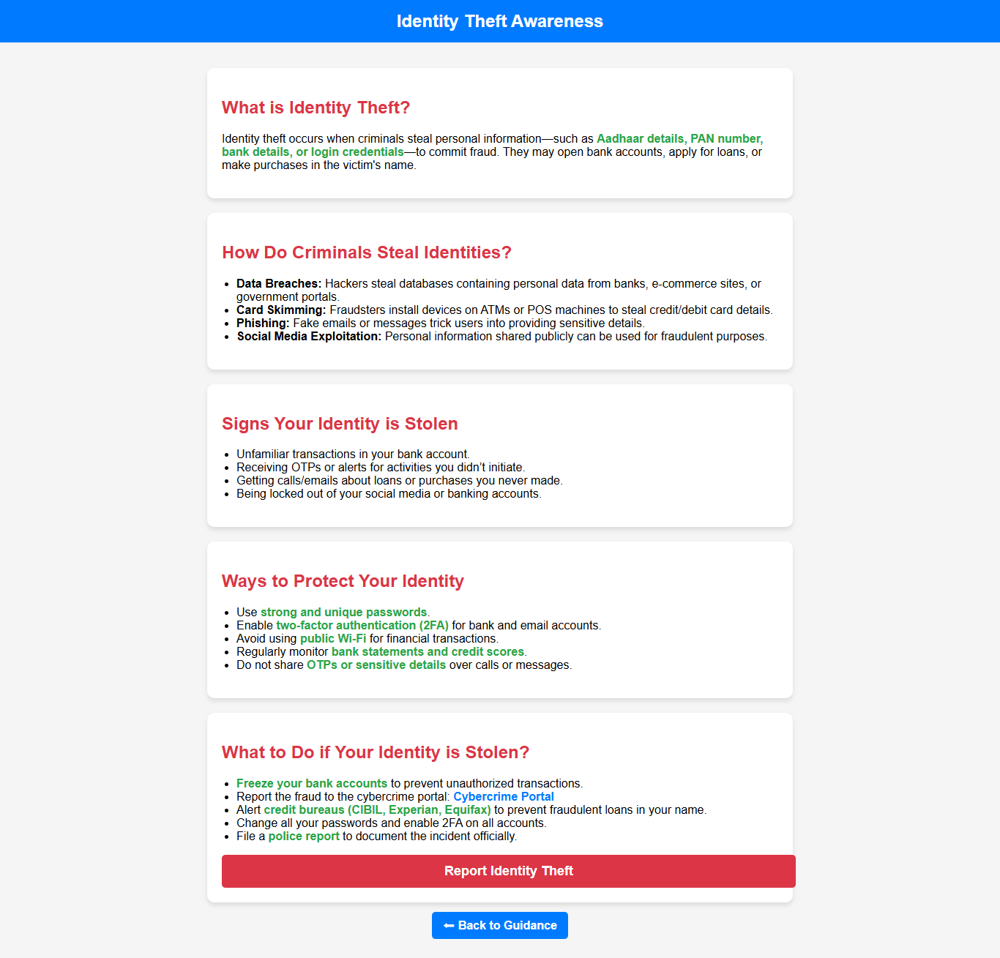 Identity Theft Awareness
What is Identity Theft?
Identity theft occurs when criminals steal personal information—such as Aadhaar details, PAN number,
bank details, or login credentials—to commit fraud. They may open bank accounts, apply for loans, or
make purchases in the victim's name.
How Do Criminals Steal Identities?
• Data Breaches: Hackers steal databases containing personal data from banks, e-commerce sites, or
government portals.
• Card Skimming: Fraudsters install devices on ATMs or POS machines to steal credit/debit card details.
• Phishing: Fake emails or messages trick users into providing sensitive details.
• Social Media Exploitation: Personal information shared publicly can be used for fraudulent purposes.
Signs Your Identity is Stolen
• Unfamiliar transactions in your bank account.
• Receiving OTPs or alerts for activities you didn’t initiate.
• Getting calls/emails about loans or purchases you never made.
• Being locked out of your social media or banking accounts.
Ways to Protect Your Identity
• Use strong and unique passwords.
• Enable two-factor authentication (2FA) for bank and email accounts.
• Avoid using public Wi-Fi for financial transactions.
• Regularly monitor bank statements and credit scores.
• Do not share OTPs or sensitive details over calls or messages.
What to Do if Your Identity is Stolen?
• Freeze your bank accounts to prevent unauthorized transactions.
• Report the fraud to the cybercrime portal: Cybercrime Portal
• Alert credit bureaus (CIBIL, Experian, Equifax) to prevent fraudulent loans in your name.
• Change all your passwords and enable 2FA on all accounts.
• File a police report to document the incident officially.
Report Identity Theft
⬅ Back to Guidance